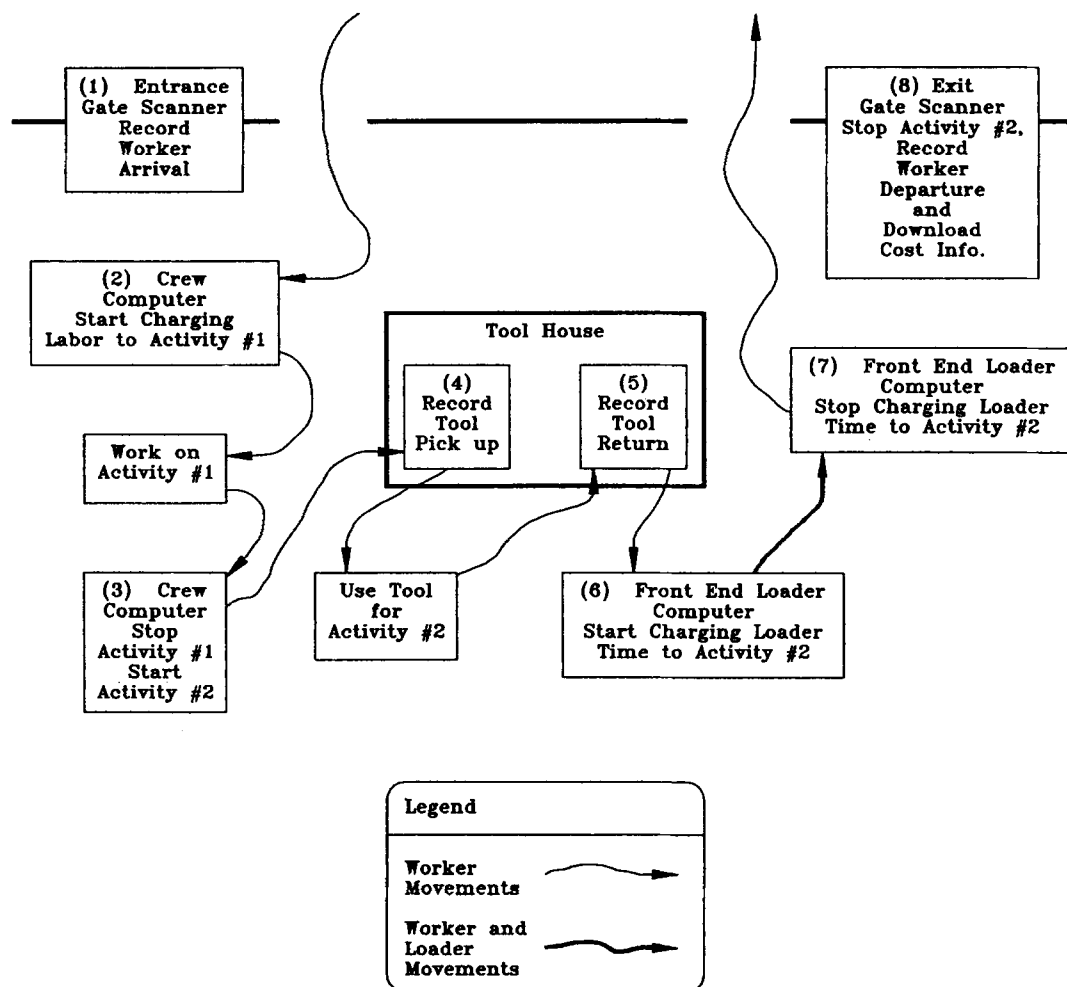 (1) Entrance
Gate Scanner
Record
Worker
Arrival
(8) Exit
Gate Scanner
Stop Activity #2,
Record
Worker
Departure
and
Download
Cost Info.
(2) Crew
Computer
Start Charging
Labor to Activity #1
Tool House
(4)
Record
Tool
Pick up
(5)
Record
Tool
Return
(7) Front End Loader
Computer
Stop Charging Loader
Time to Activity #2
Work on
Activity #1
(3) Crew
Computer
Stop
Activity #1
Start
Activity #2
Use Tool
for
Activity #2
(6) Front End Loader
Computer
Start Charging Loader
Time to Activity #2
Legend
Worker
Movements
Worker and
Loader
Movements